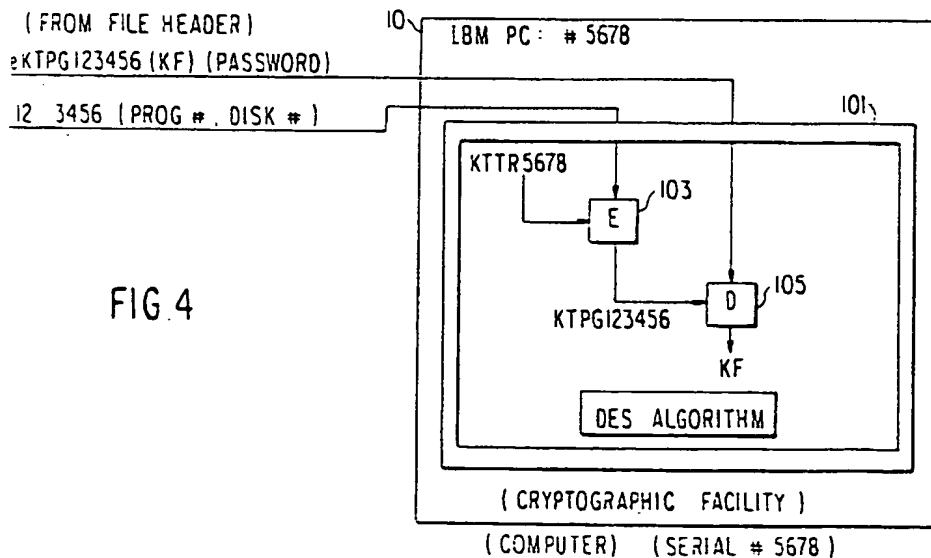 (FROM FILE HEADER)
eKTPG123456 (KF) (PASSWORD)
12 3456 (PROG #, DISK #)
10
LBM PC: # 5678
101
KTTR5678
E
103
D
105
KTPG123456
KF
DES ALGORITHM
FIG.4
(CRYPTOGRAPHIC FACILITY)
(COMPUTER) (SERIAL # 5678)